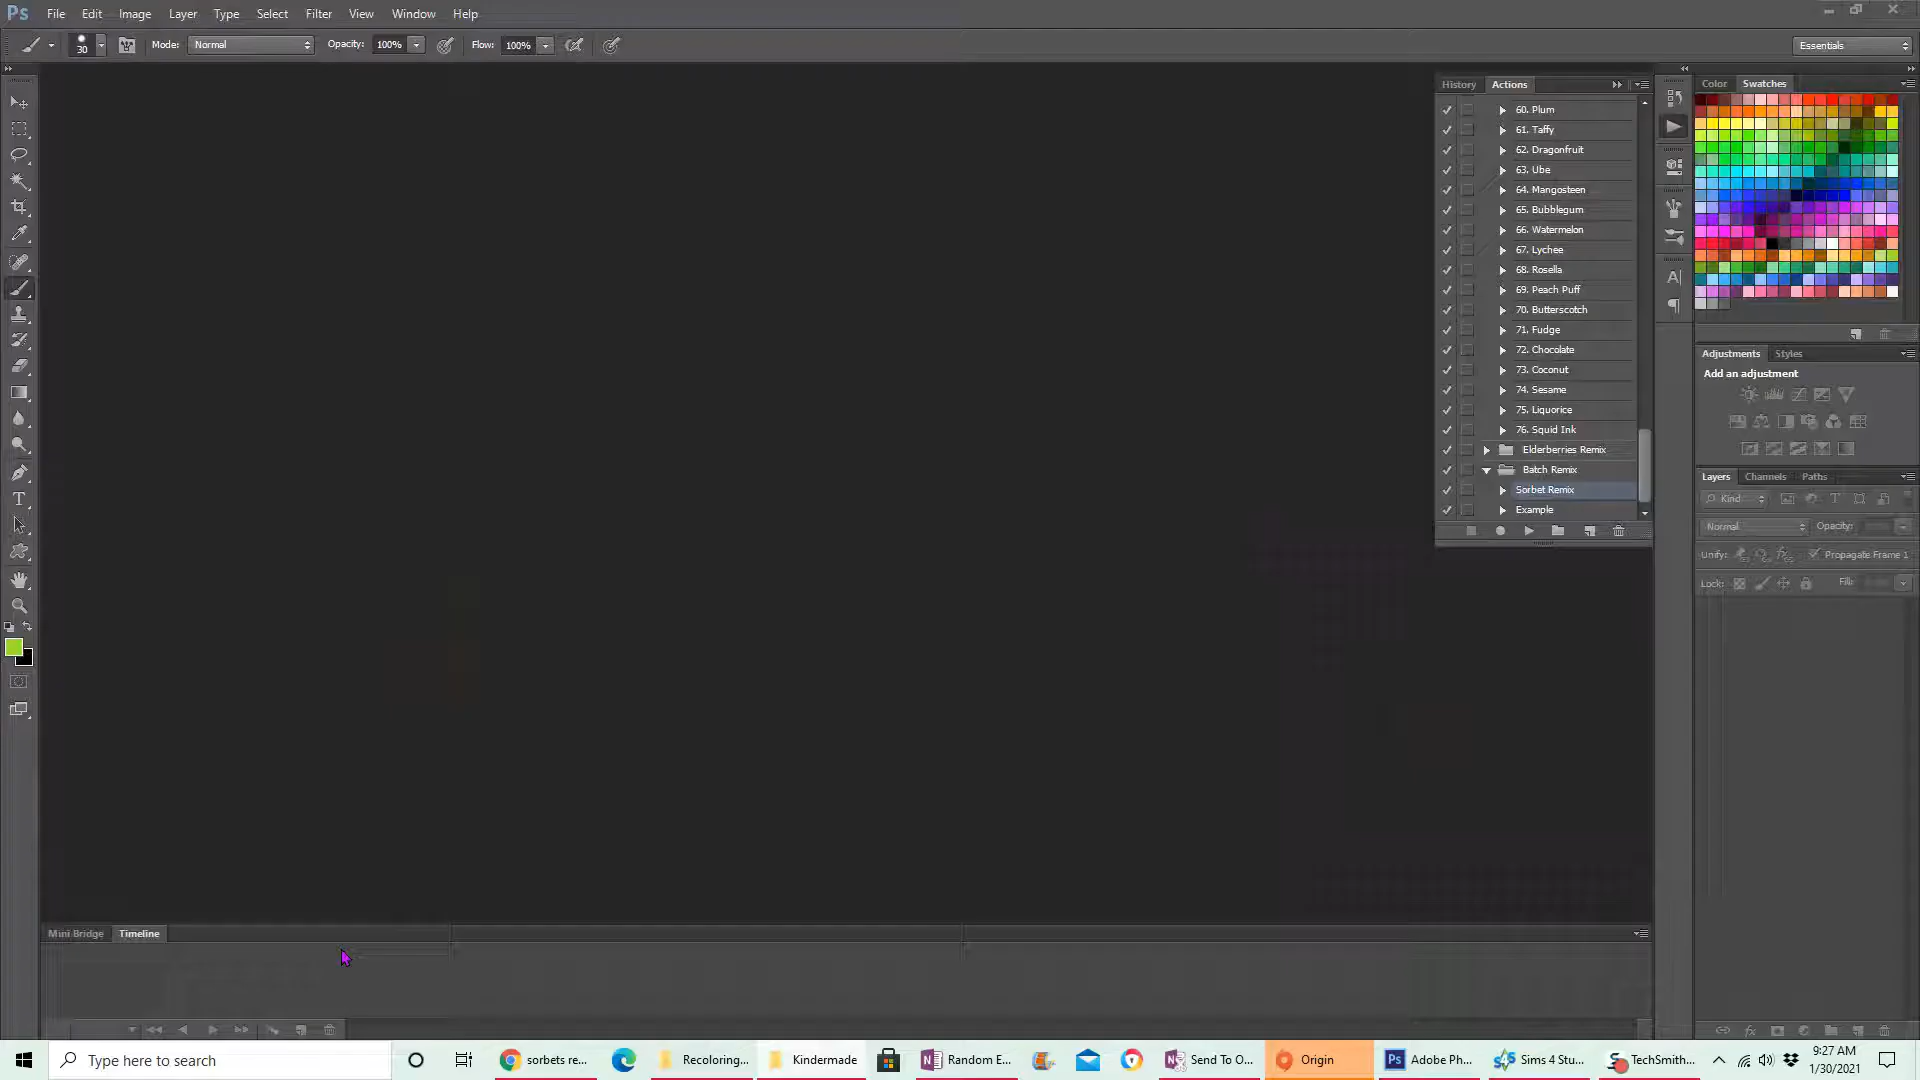 Ps File Edit Image Layer Type Select Filter View Window Help
30 Mode: Normal Opacity: 100% Flow: 100% Essentials
History Actions
Color Swatches
60. Plum
61. Taffy
62. Dragonfruit
63. Ube
64. Mangosteen
65. Bubblegum
66. Watermelon
67. Lychee
68. Rosella
69. Peach Puff
70. Butterscotch
71. Fudge
72. Chocolate
73. Coconut
74. Sesame
75. Liquorice
76. Squid Ink
Elderberries Remix
Batch Remix
Sorbet Remix
Example
Adjustments Styles
Add an adjustment
Layers Channels Paths
Kind
Normal Opacity:
Unify: Propagate Frame 1
Lock: Fill:
Mini Bridge Timeline
Type here to search
sorbets re...
Recoloring...
Kindermade
Random E...
Send To O...
Origin
Adobe Ph...
Sims 4 Stu...
TechSmith...
9:27 AM
1/30/2021